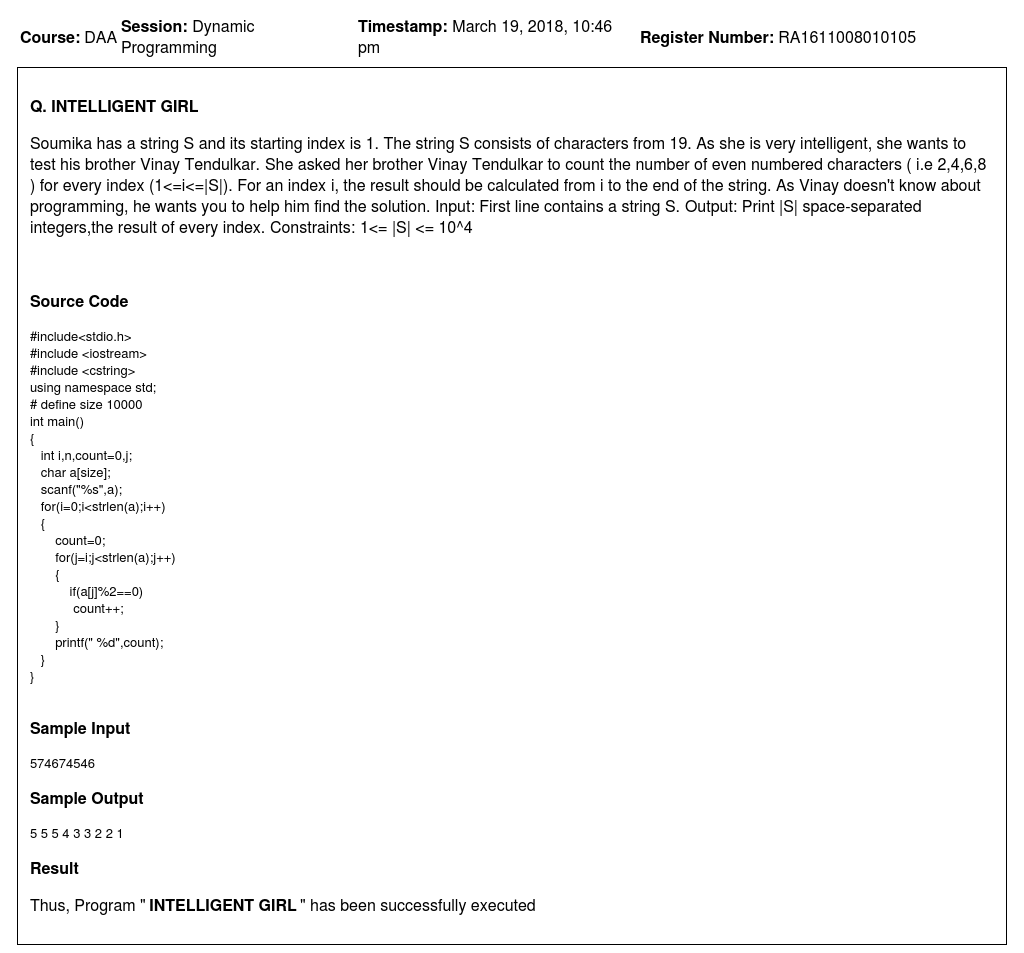 Course: DAA Session: Dynamic Programming Timestamp: March 19, 2018, 10:46 pm Register Number: RA1611008010105
Q. INTELLIGENT GIRL
Soumika has a string S and its starting index is 1. The string S consists of characters from 19. As she is very intelligent, she wants to
test his brother Vinay Tendulkar. She asked her brother Vinay Tendulkar to count the number of even numbered characters ( i.e 2,4,6,8
) for every index (1<=i<=|S|). For an index i, the result should be calculated from i to the end of the string. As Vinay doesn't know about
programming, he wants you to help him find the solution. Input: First line contains a string S. Output: Print |S| space-separated
integers,the result of every index. Constraints: 1<= |S| <= 10^4
Source Code
#include<stdio.h>
#include <iostream>
#include <cstring>
using namespace std;
# define size 10000
int main()
{
int i,n,count=0,j;
char a[size];
scanf("%s",a);
for(i=0;i<strlen(a);i++)
{
count=0;
for(j=i;j<strlen(a);j++)
{
if(a[j]%2==0)
count++;
}
printf(" %d",count);
}
}
Sample Input
574674546
Sample Output
5 5 5 4 3 3 2 2 1
Result
Thus, Program " INTELLIGENT GIRL " has been successfully executed